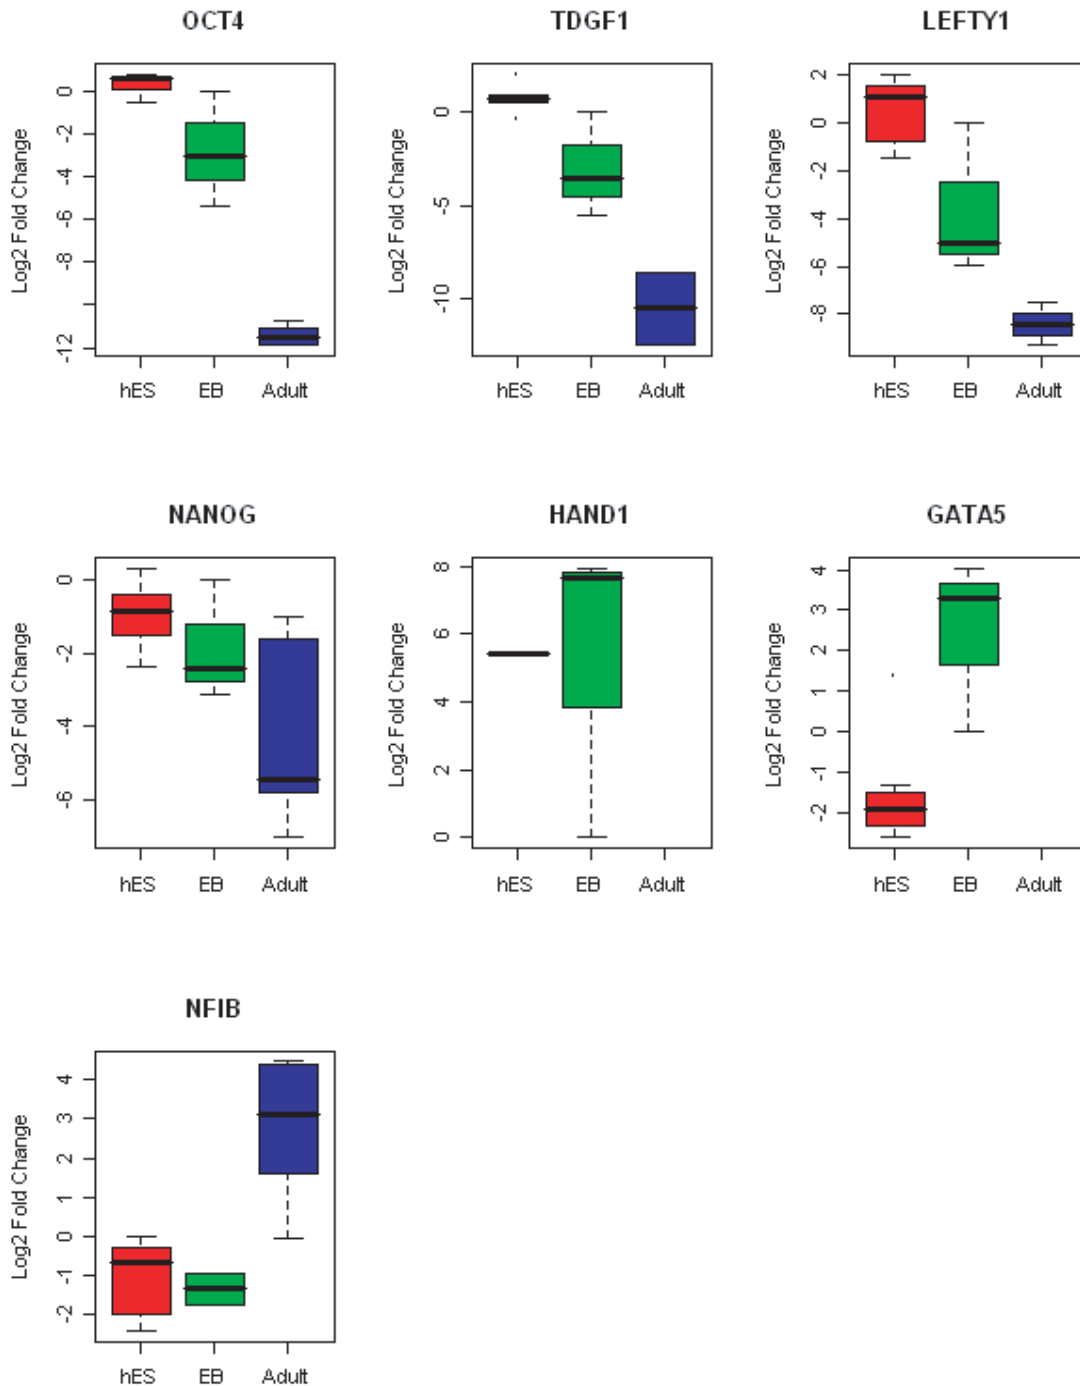 OCT4 TDGF1 LEFTY1
Log2 Fold Change
0
-2
-4
-6
-8
-12
hES EB Adult
Log2 Fold Change
0
-5
-10
hES EB Adult
Log2 Fold Change
2
0
-2
-4
-6
-8
hES EB Adult
NANOG HAND1 GATA5
Log2 Fold Change
0
-2
-4
-6
hES EB Adult
Log2 Fold Change
8
6
4
2
0
hES EB Adult
Log2 Fold Change
4
3
2
1
0
-1
-2
hES EB Adult
NFIB
Log2 Fold Change
4
3
2
1
0
-1
-2
hES EB Adult